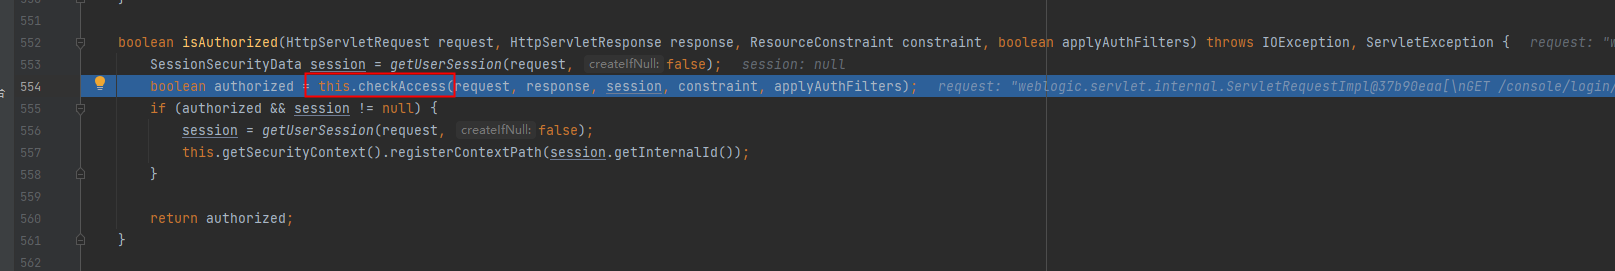 551
552 boolean isAuthorized(HttpServletRequest request, HttpServletResponse response, ResourceConstraint constraint, boolean applyAuthFilters) throws IOException, ServletException { request: "w
553 SessionSecurityData session = getUserSession(request, createIfNull: false); session: null
554 boolean authorized = this.checkAccess(request, response, session, constraint, applyAuthFilters); request: "weblogic.servlet.internal.ServletRequestImpl@37b90eaa[\nGET /console/login/
555 if (authorized && session != null) {
556 session = getUserSession(request, createIfNull: false);
557 this.getSecurityContext().registerContextPath(session.getInternalId());
558 }
559
560 return authorized;
561 }
562